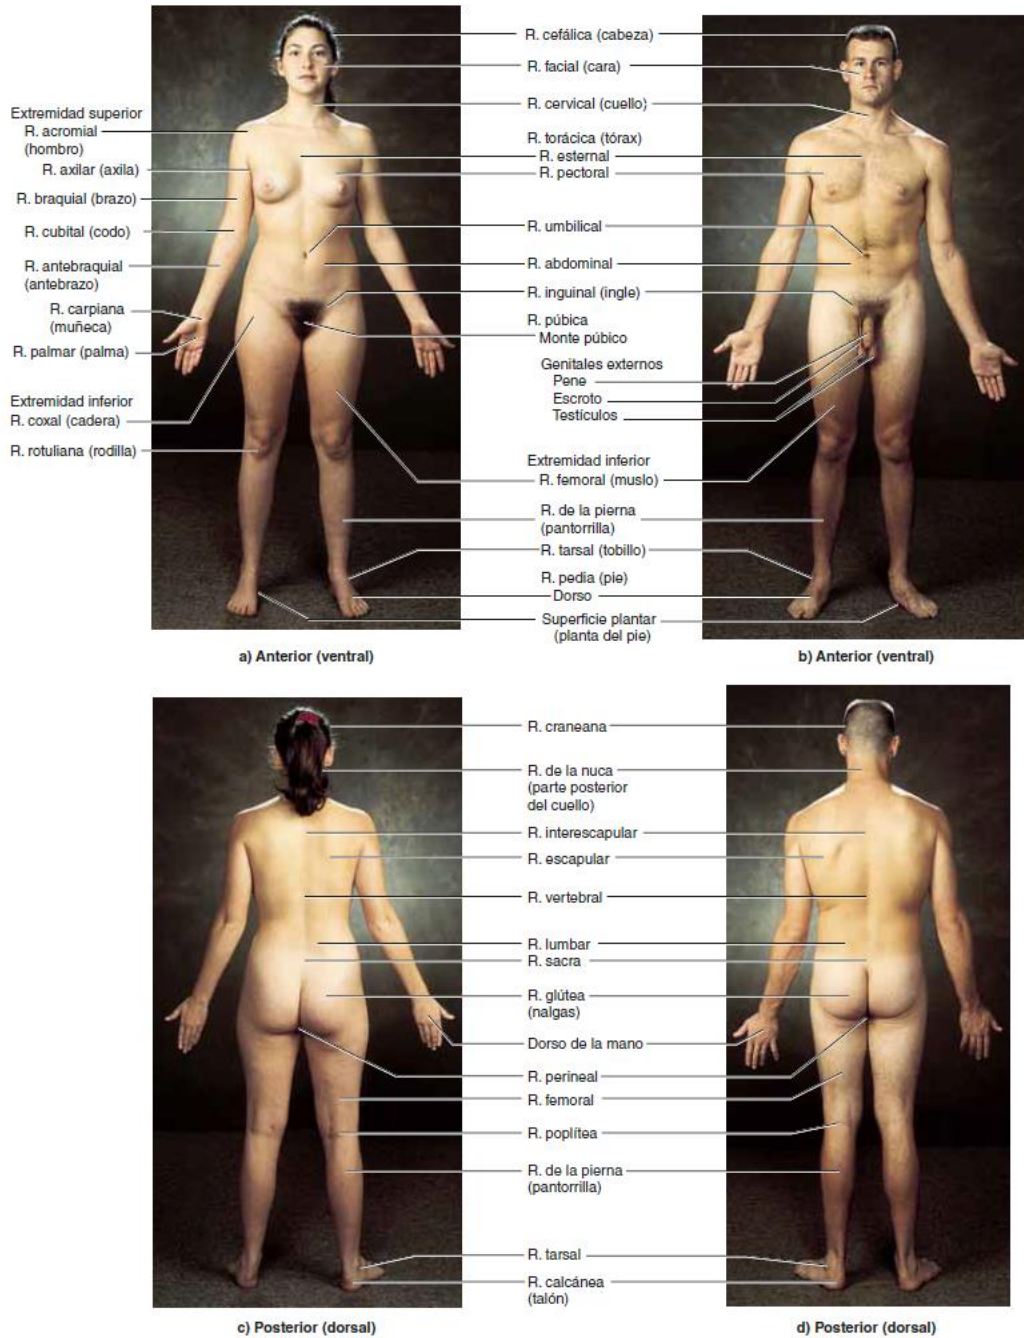 R. cefálica (cabeza)
R. facial (cara)
R. cervical (cuello)
Extremidad superior
R. acromial
(hombro)
R. axilar (axila)
R. braquial (brazo)
R. cubital (codo)
R. antebraquial
(antebrazo)
R. carpiana
(muñeca)
R. palmar (palma)
Extremidad inferior
R. coxal (cadera)
R. rotuliana (rodilla)
R. torácica (tórax)
R. esternal
R. pectoral
R. umbilical
R. abdominal
R. inguinal (ingle)
R. púbica
Monte púbico
Genitales externos
Pene
Escroto
Testículos
Extremidad inferior
R. femoral (muslo)
R. de la pierna
(pantorrilla)
R. tarsal (tobillo)
R. pedia (pie)
Dorso
Superficie plantar
(planta del pie)
a) Anterior (ventral)
b) Anterior (ventral)
R. craneana
R. de la nuca
(parte posterior
del cuello)
R. interescapular
R. escapular
R. vertebral
R. lumbar
R. sacra
R. glútea
(nalgas)
Dorso de la mano
R. perineal
R. femoral
R. poplítea
R. de la pierna
(pantorrilla)
R. tarsal
R. calcánea
(talón)
c) Posterior (dorsal)
d) Posterior (dorsal)